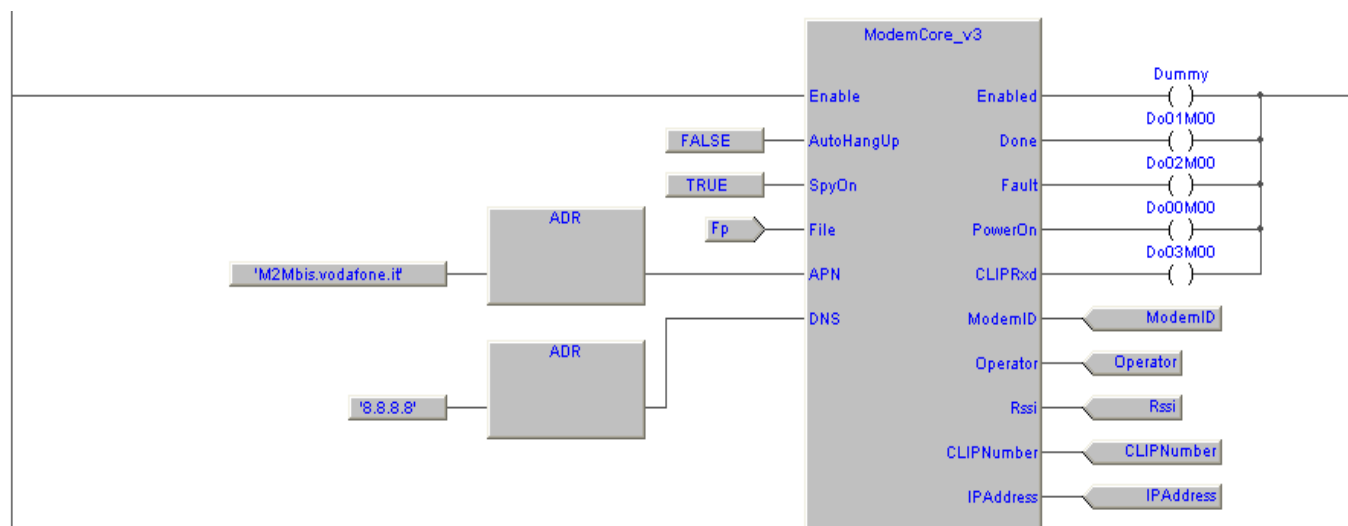 ModemCore_v3
Dummy
Enable Enabled ( )
Do01M00
FALSE AutoHangUp Done ( )
Do02M00
TRUE SpyOn Fault ( )
ADR
Do00M00
Fp File PowerOn ( )
Do03M00
'M2Mbis.vodafone.it' APN CLIPRxd ( )
DNS ModemID ModemID
ADR
Operator Operator
'8.8.8.8' Rssi Rssi
CLIPNumber CLIPNumber
IPAddress IPAddress